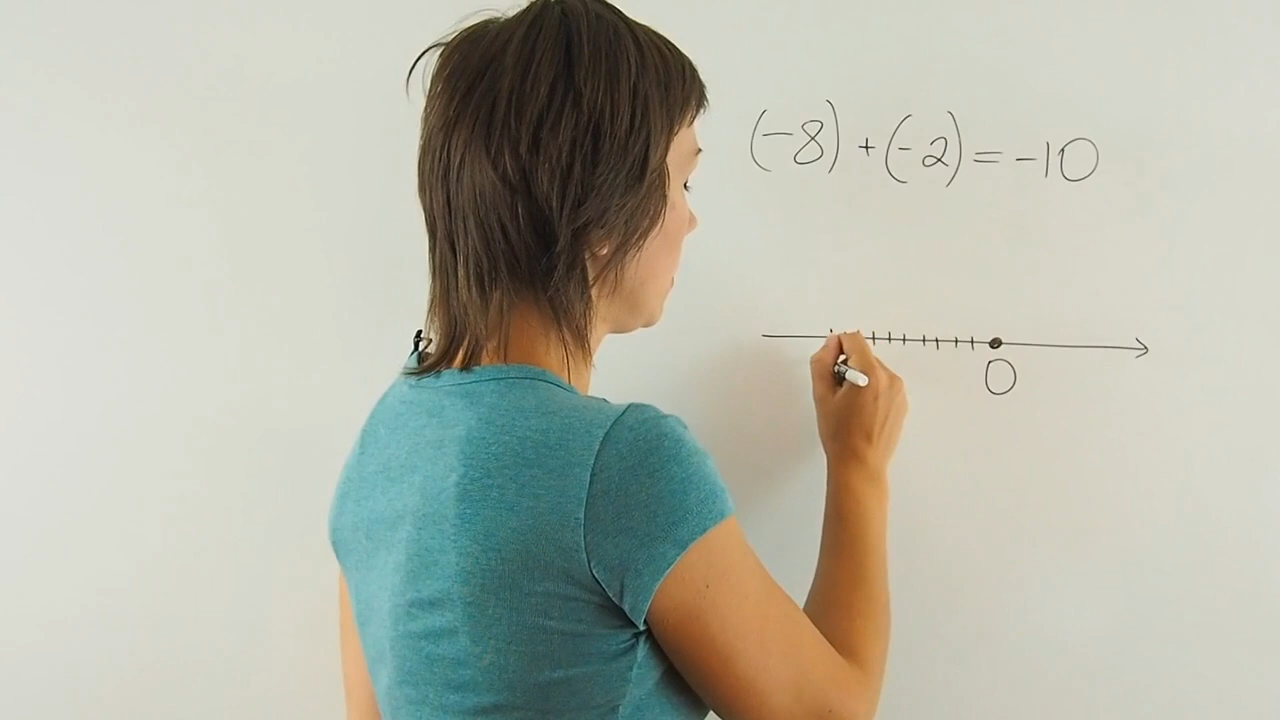 (-8) + (-2) = -10
0